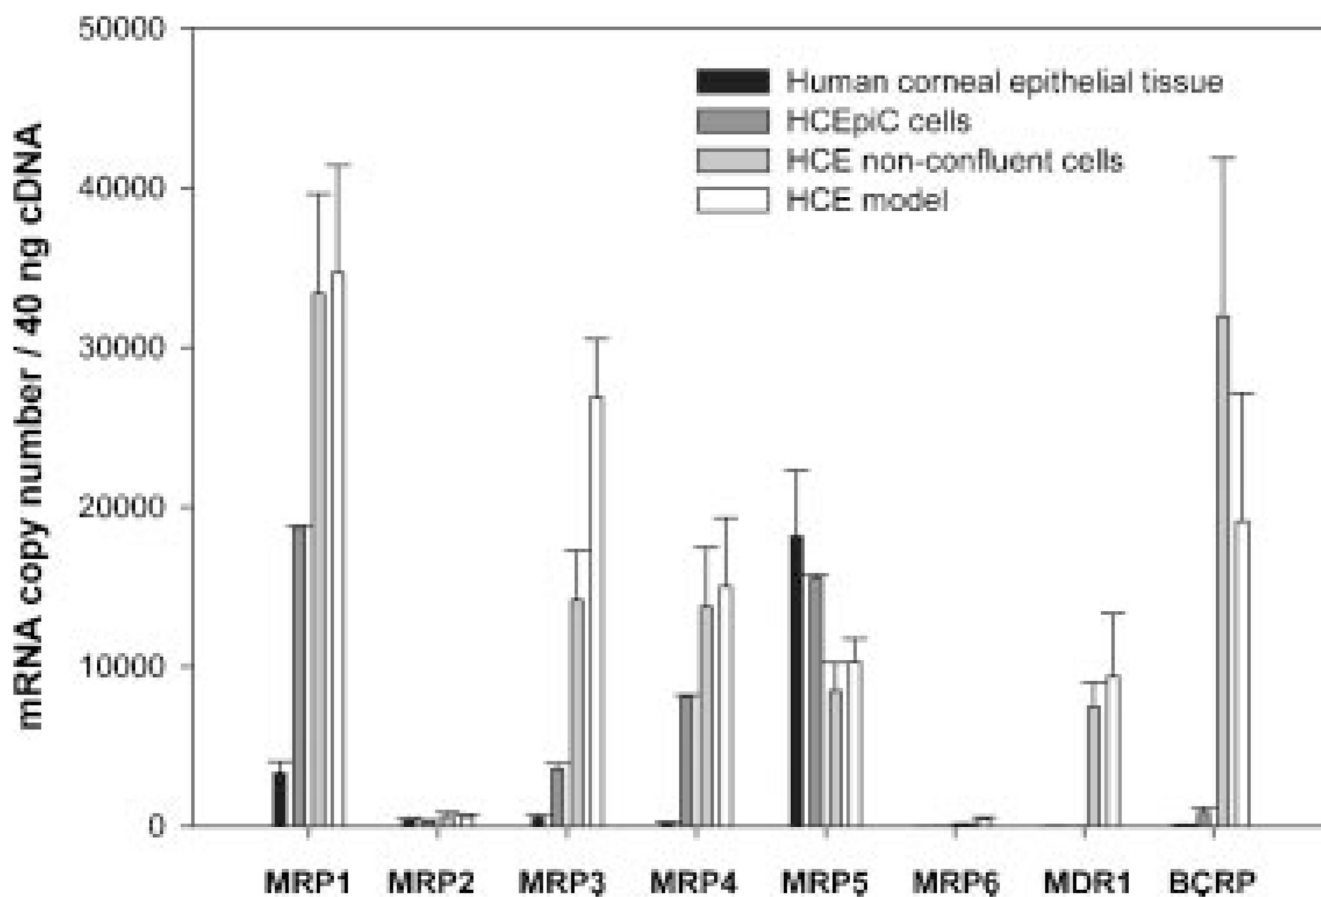 50000
40000
30000
20000
10000
0
mRNA copy number / 40 ng cDNA
Human corneal epithelial tissue
HCEpiC cells
HCE non-confluent cells
HCE model
MRP1 MRP2 MRP3 MRP4 MRP5 MRP6 MDR1 BCRP